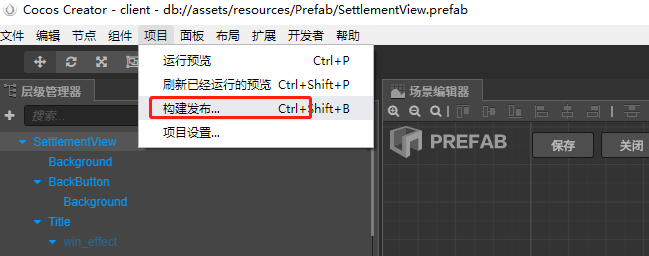 Cocos Creator - client - db://assets/resources/Prefab/SettlementView.prefab
文件 编辑 节点 组件 项目 面板 布局 扩展 开发者 帮助
运行预览 Ctrl+P
刷新已经运行的预览 Ctrl+Shift+P
构建发布... Ctrl+Shift+B
项目设置...
层级管理器
场景编辑器
搜索...
SettlementView
PREFAB 保存 关闭
Background
BackButton
Background
Title
win_effect